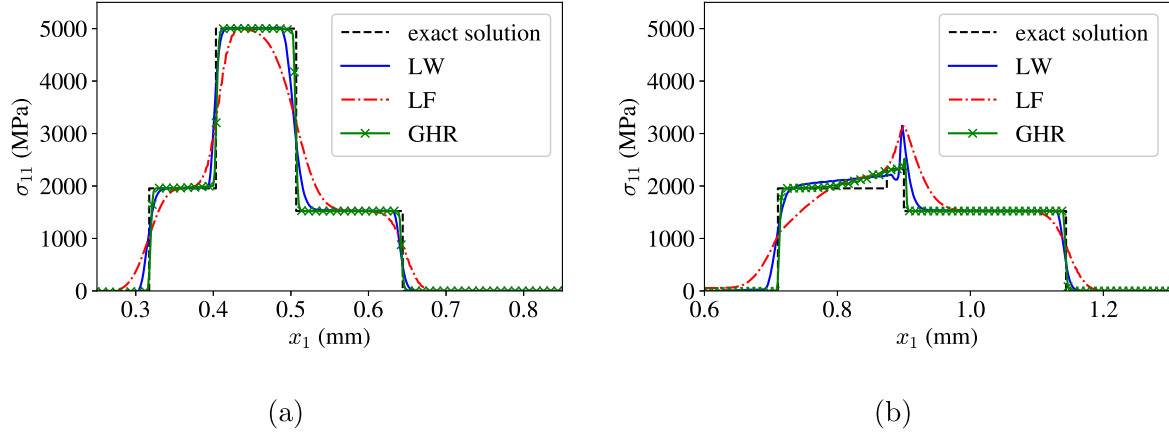 5000
4000
3000
2000
1000
0
σ11 (MPa)
0.3 0.4 0.5 0.6 0.7 0.8
x1 (mm)
exact solution
LW
LF
GHR
(a)
5000
4000
3000
2000
1000
0
σ11 (MPa)
0.6 0.8 1.0 1.2
x1 (mm)
exact solution
LW
LF
GHR
(b)